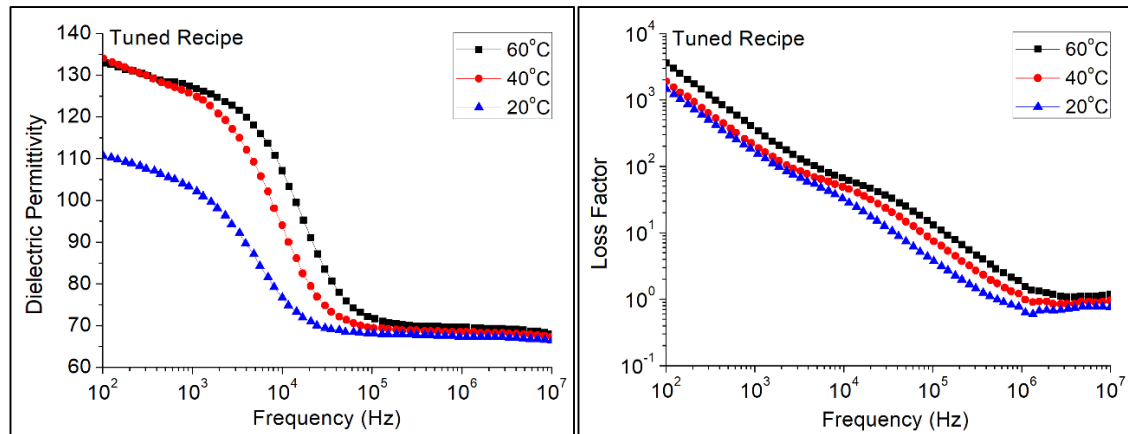 Tuned Recipe
60°C
40°C
20°C
140
130
120
110
100
90
80
70
60
10²
10³
10⁴
10⁵
10⁶
10⁷
Dielectric Permittivity
Frequency (Hz)
Tuned Recipe
60°C
40°C
20°C
10⁴
10³
10²
10¹
10⁰
10⁻¹
10²
10³
10⁴
10⁵
10⁶
10⁷
Loss Factor
Frequency (Hz)